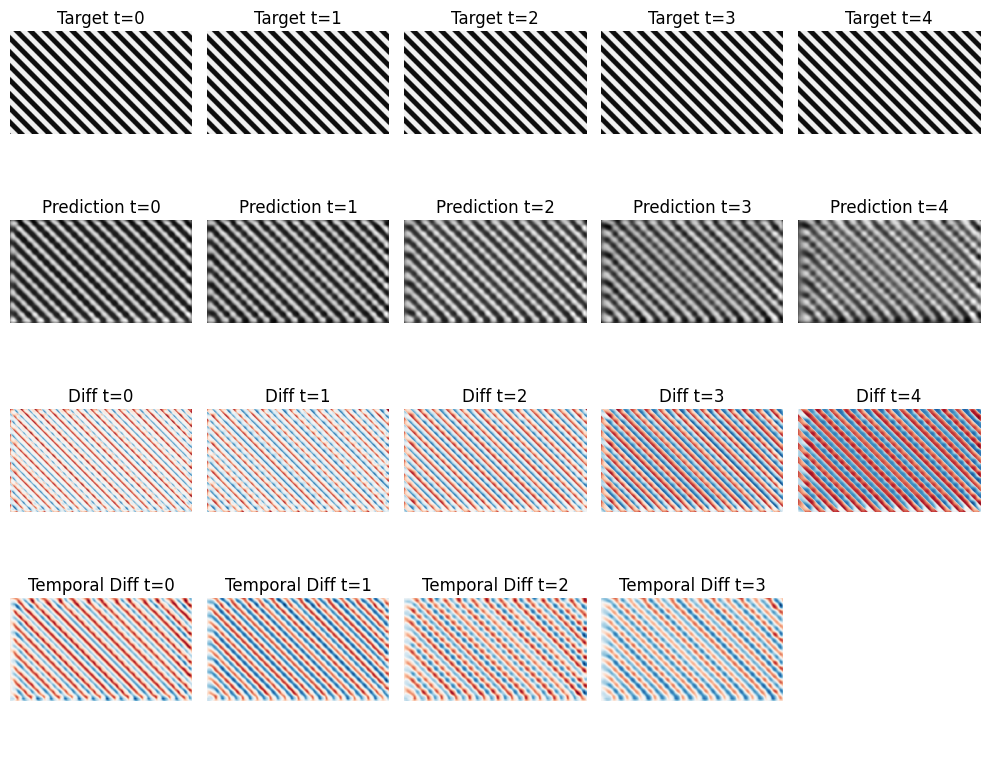 Target t=0 Target t=1 Target t=2 Target t=3 Target t=4
Prediction t=0 Prediction t=1 Prediction t=2 Prediction t=3 Prediction t=4
Diff t=0 Diff t=1 Diff t=2 Diff t=3 Diff t=4
Temporal Diff t=0 Temporal Diff t=1 Temporal Diff t=2 Temporal Diff t=3